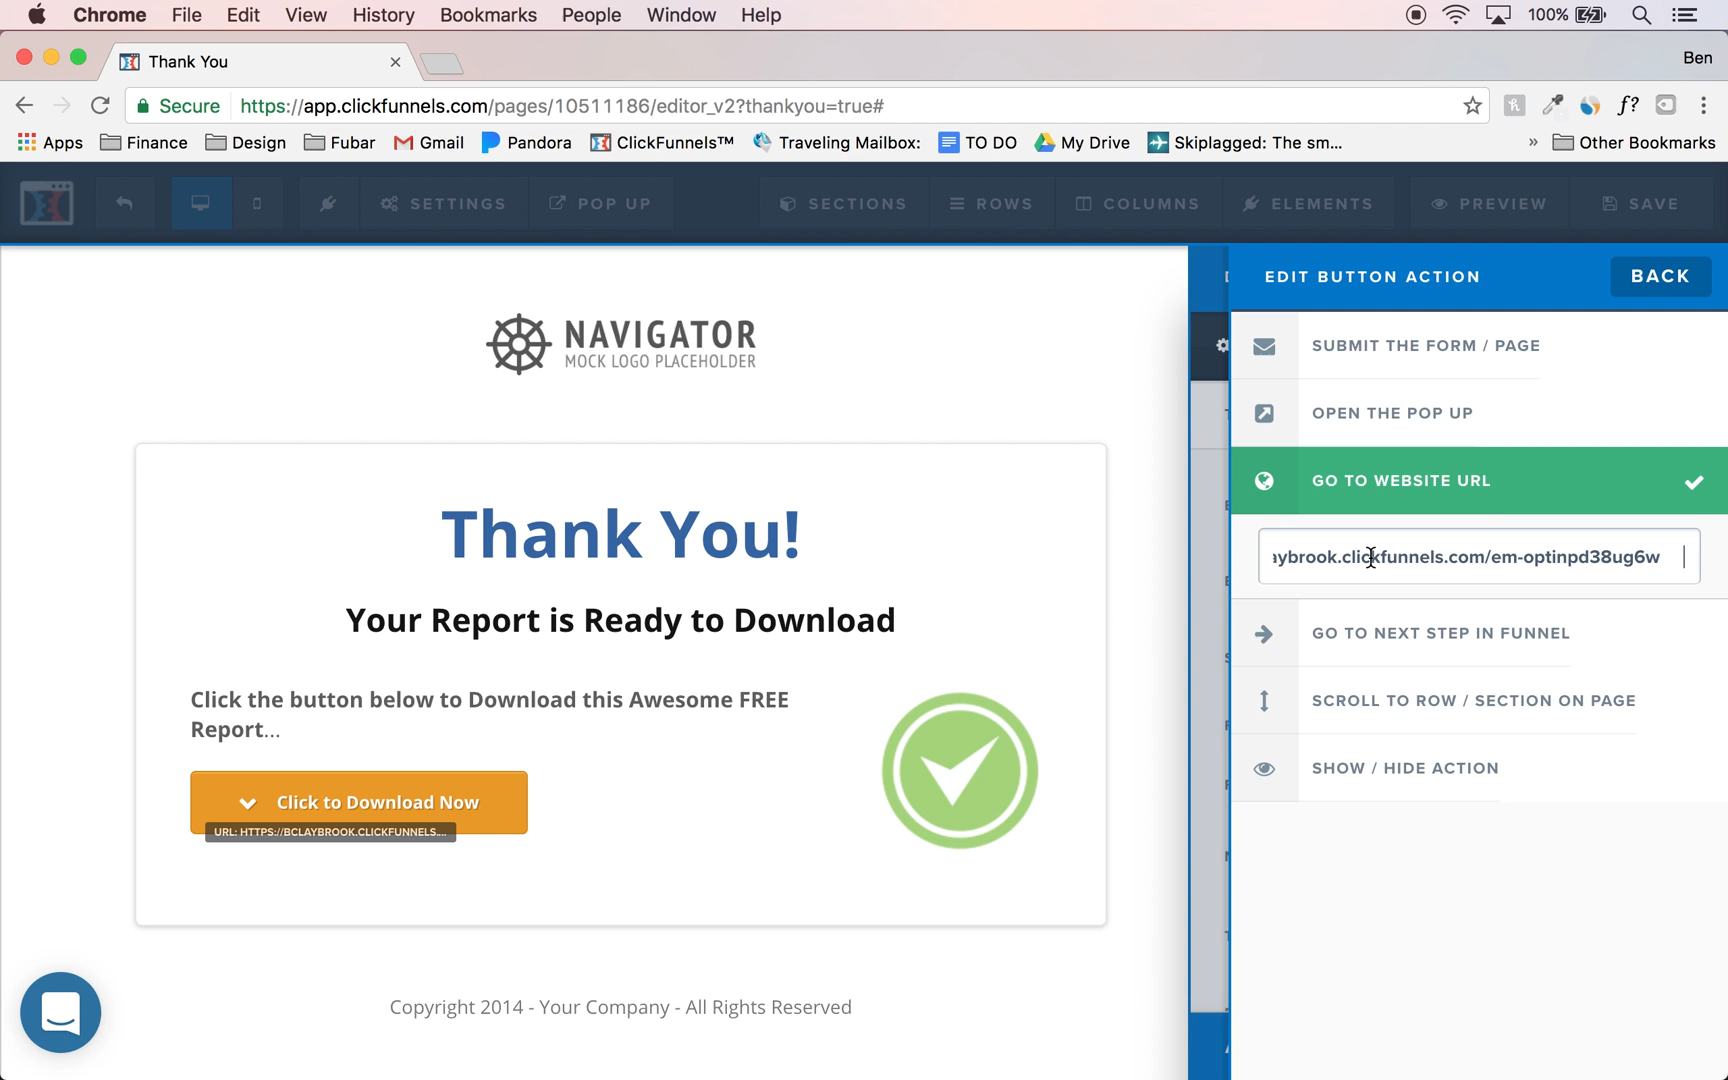 Chrome File Edit View History Bookmarks People Window Help 100%
Thank You Ben
Secure https://app.clickfunnels.com/pages/10511186/editor_v2?thankyou=true# f?
Apps Finance Design Fubar Gmail Pandora ClickFunnels™ Traveling Mailbox: TO DO My Drive Skiplagged: The sm... » Other Bookmarks
SETTINGS POP UP SECTIONS ROWS COLUMNS ELEMENTS PREVIEW SAVE
EDIT BUTTON ACTION BACK
NAVIGATOR
MOCK LOGO PLACEHOLDER
SUBMIT THE FORM / PAGE
OPEN THE POP UP
GO TO WEBSITE URL
aybrook.clickfunnels.com/em-optinpd38ug6w
GO TO NEXT STEP IN FUNNEL
SCROLL TO ROW / SECTION ON PAGE
SHOW / HIDE ACTION
Thank You!
Your Report is Ready to Download
Click the button below to Download this Awesome FREE
Report...
Click to Download Now
URL: HTTPS://BCLAYBROOK.CLICKFUNNELS....
Copyright 2014 - Your Company - All Rights Reserved